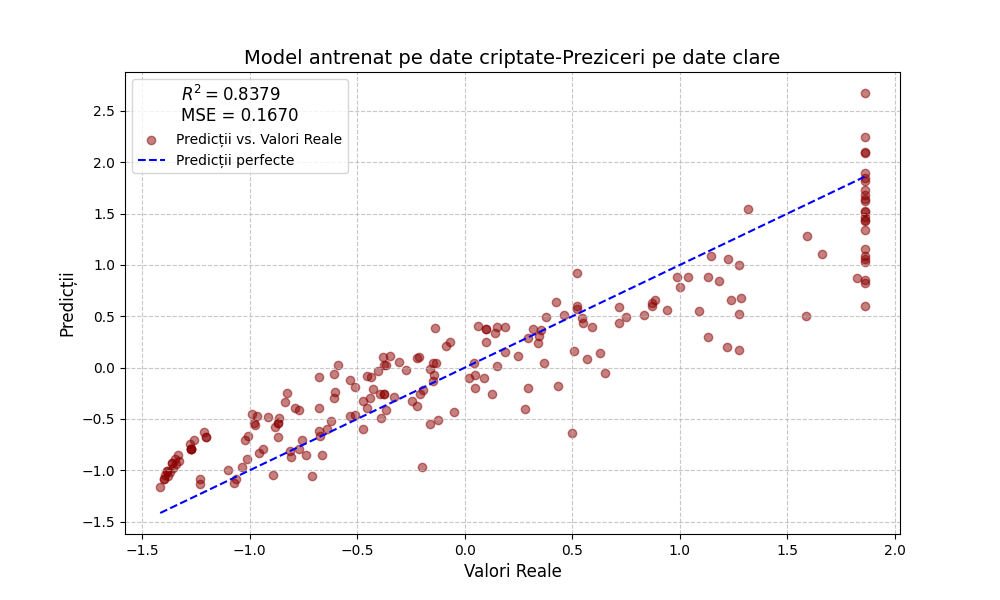 Model antrenat pe date criptate-Preziceri pe date clare
R² = 0.8379
MSE = 0.1670
Predicții vs. Valori Reale
Predicții perfecte
Predicții
2.5
2.0
1.5
1.0
0.5
0.0
−0.5
−1.0
−1.5
−1.5 −1.0 −0.5 0.0 0.5 1.0 1.5 2.0
Valori Reale